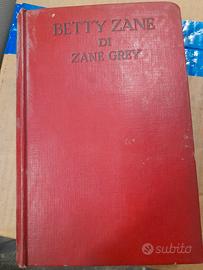 BETTY ZANE
DI
ZANE GREY
subito